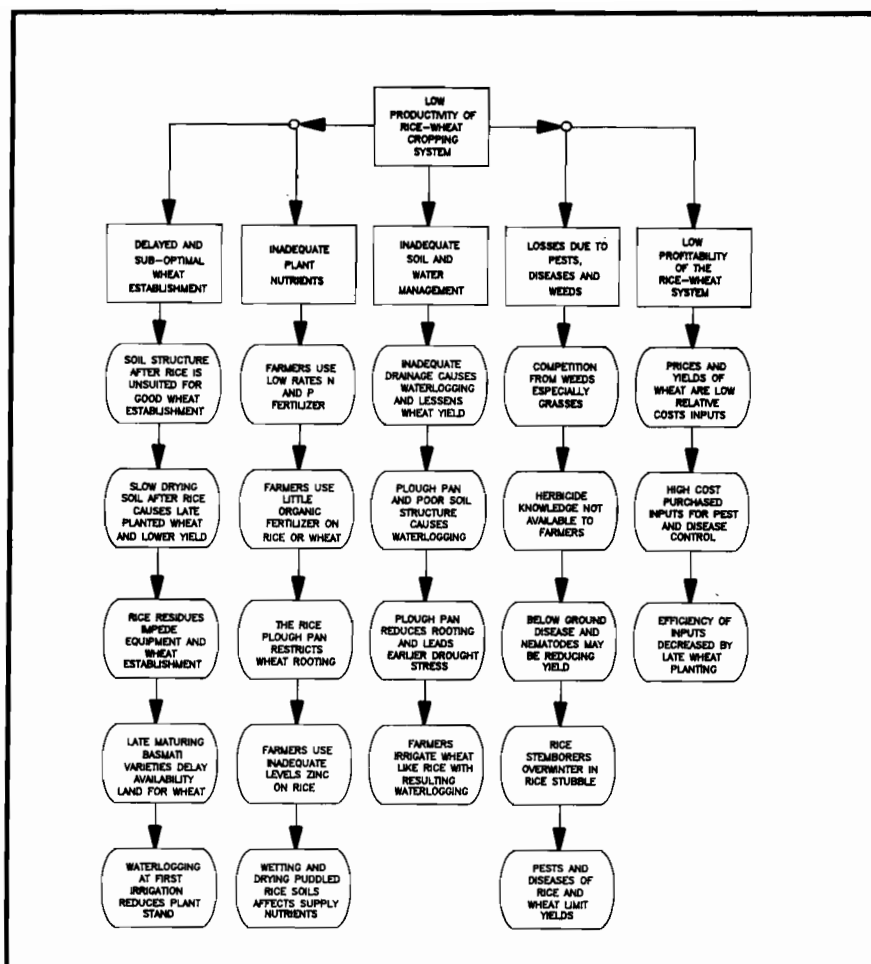 LOW
PRODUCTIVITY OF
RICE-WHEAT
CROPPING
SYSTEM
DELAYED AND
SUB-OPTIMAL
WHEAT
ESTABLISHMENT
INADEQUATE
PLANT
NUTRIENTS
INADEQUATE
SOIL AND
WATER
MANAGEMENT
LOSSES DUE TO
PESTS,
DISEASES AND
WEEDS
LOW
PROFITABILITY
OF THE
RICE-WHEAT
SYSTEM
SOIL STRUCTURE
AFTER RICE IS
UNSUITED FOR
GOOD WHEAT
ESTABLISHMENT
FARMERS USE
LOW RATES N
AND P
FERTILIZER
INADEQUATE
DRAINAGE CAUSES
WATERLOGGING
AND LESSENS
WHEAT YIELD
COMPETITION
FROM WEEDS
ESPECIALLY
GRASSES
PRICES AND
YIELDS OF
WHEAT ARE LOW
RELATIVE
COSTS INPUTS
SLOW DRYING
SOIL AFTER RICE
CAUSES LATE
PLANTED WHEAT
AND LOWER YIELD
FARMERS USE
LITTLE
ORGANIC
FERTILIZER ON
RICE OR WHEAT
PLOUGH PAN
AND POOR SOIL
STRUCTURE
CAUSES
WATERLOGGING
HERBICIDE
KNOWLEDGE NOT
AVAILABLE TO
FARMERS
HIGH COST
PURCHASED
INPUTS FOR PEST
AND DISEASE
CONTROL
RICE RESIDUES
IMPEDE
EQUIPMENT AND
WHEAT
ESTABLISHMENT
THE RICE
PLOUGH PAN
RESTRICTS
WHEAT ROOTING
PLOUGH PAN
REDUCES ROOTING
AND LEADS
EARLIER DROUGHT
STRESS
BELOW GROUND
DISEASE AND
NEMATODES MAY
BE REDUCING
YIELD
EFFICIENCY OF
INPUTS
DECREASED BY
LATE WHEAT
PLANTING
LATE MATURING
BASMATI
VARIETIES DELAY
AVAILABILITY
LAND FOR WHEAT
FARMERS USE
INADEQUATE
LEVELS ZINC
ON RICE
FARMERS
IRRIGATE WHEAT
LIKE RICE WITH
RESULTING
WATERLOGGING
RICE
STEMBORERS
OVERWINTER IN
RICE STUBBLE
WATERLOGGING
AT FIRST
IRRIGATION
REDUCES PLANT
STAND
WETTING AND
DRYING PUDDLED
RICE SOILS
AFFECTS SUPPLY
NUTRIENTS
PESTS AND
DISEASES OF
RICE AND
WHEAT LIMIT
YIELDS